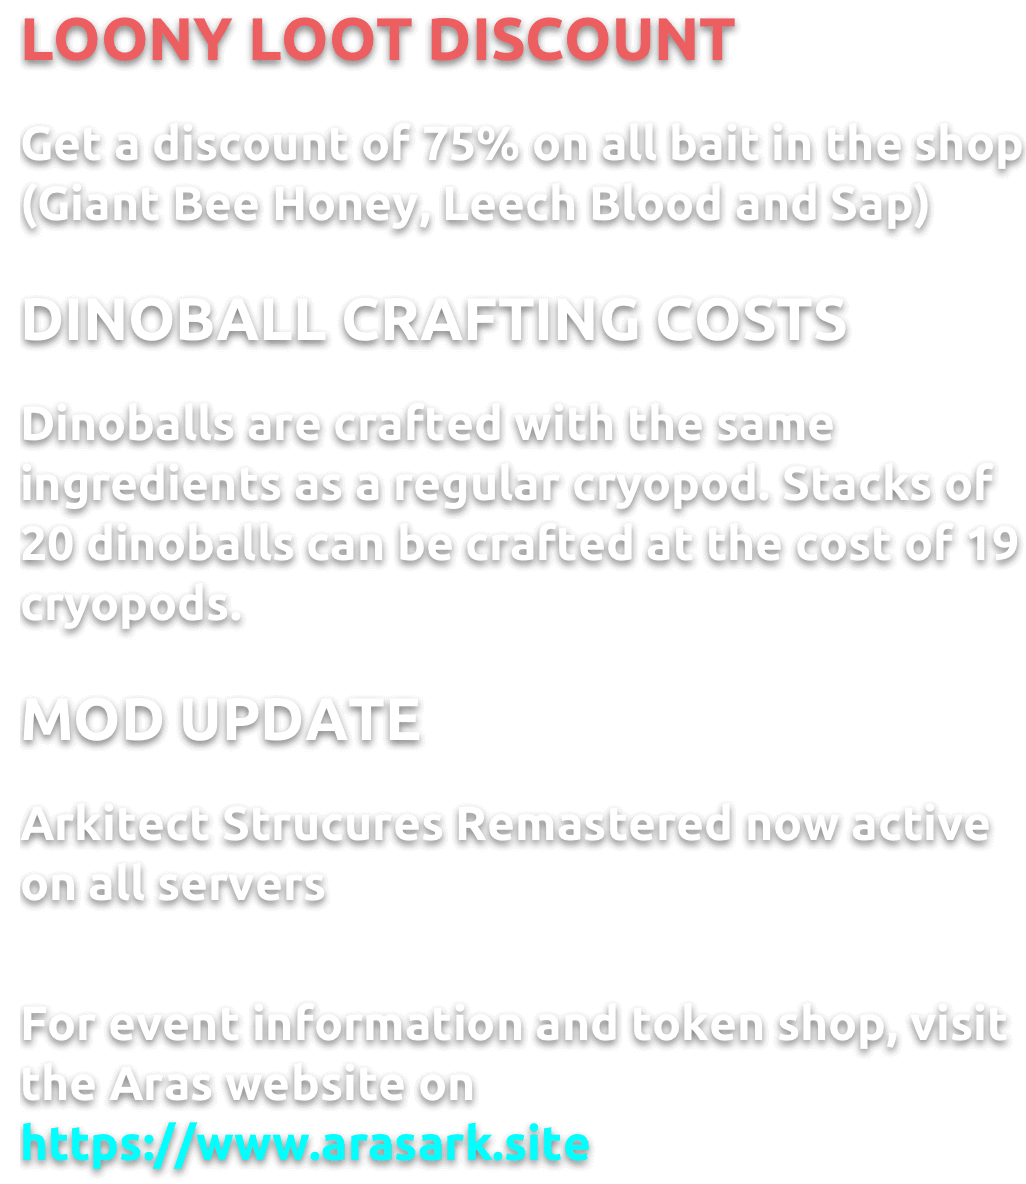 LOONY LOOT DISCOUNT
Get a discount of 75% on all bait in the shop
(Giant Bee Honey, Leech Blood and Sap)
DINOBALL CRAFTING COSTS
Dinoballs are crafted with the same
ingredients as a regular cryopod. Stacks of
20 dinoballs can be crafted at the cost of 19
cryopods.
MOD UPDATE
Arkitect Strucures Remastered now active
on all servers
For event information and token shop, visit
the Aras website on
https://www.arasark.site